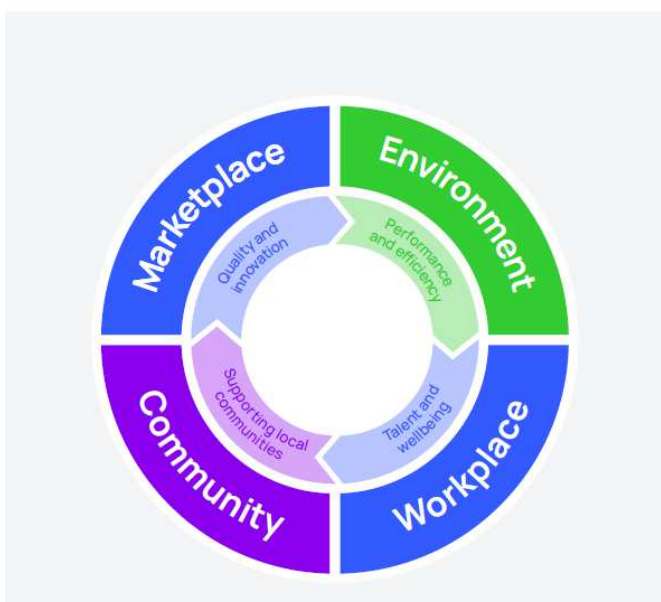 Marketplace
Quality and
innovation
Environment
Performance
and efficiency
Workplace
Talent and
wellbeing
Community
Supporting local
communities